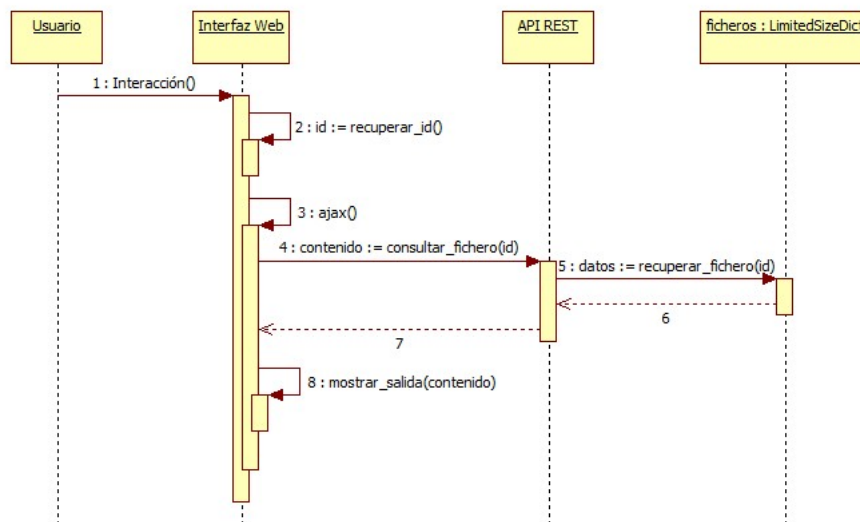 Usuario
Interfaz Web
API REST
ficheros : LimitedSizeDict
1 : Interacción()
2 : id := recuperar_id()
3 : ajax()
4 : contenido := consultar_fichero(id)
5 : datos := recuperar_fichero(id)
6
7
8 : mostrar_salida(contenido)